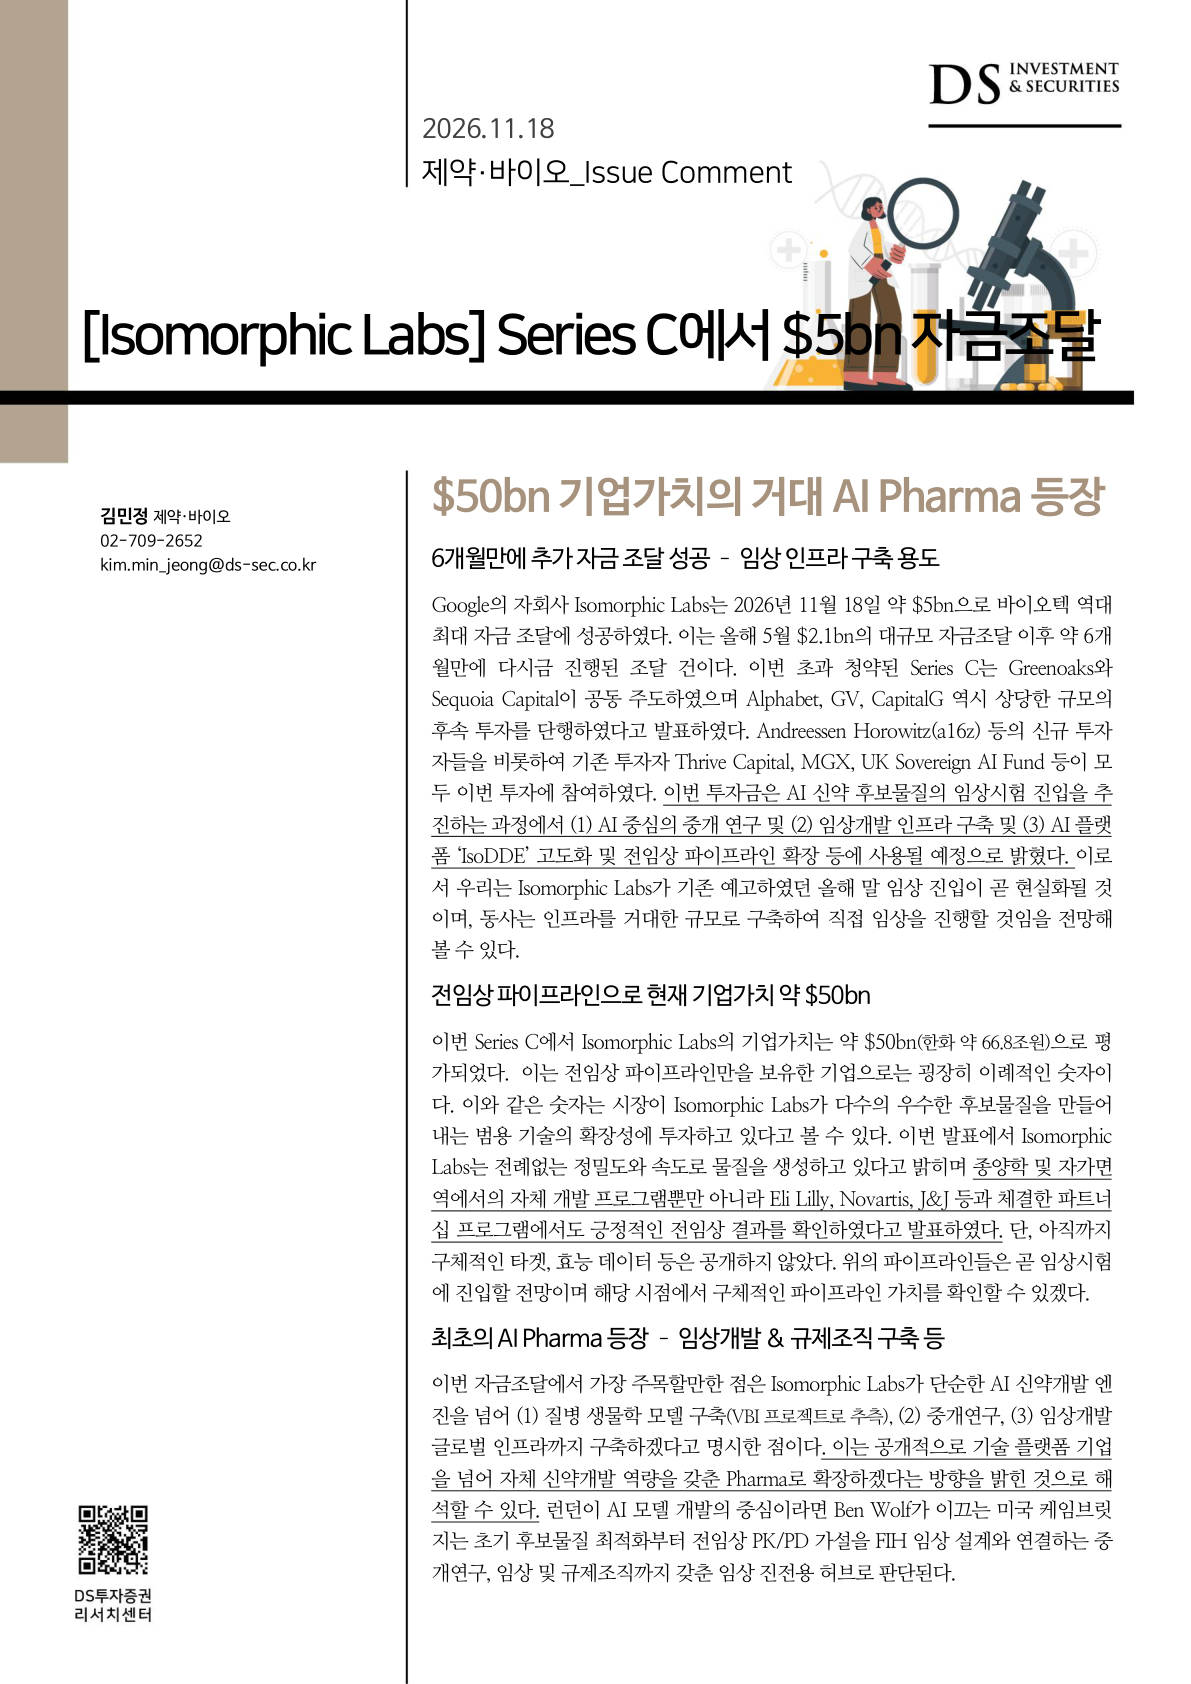 DS INVESTMENT
& SECURITIES
2026.11.18
제약·바이오_Issue Comment
[Isomorphic Labs] Series C에서 $5bn 자금조달
김민정 제약·바이오
02-709-2652
kim.min_jeong@ds-sec.co.kr
$50bn 기업가치의 거대 AI Pharma 등장
6개월만에 추가 자금 조달 성공 - 임상 인프라 구축 용도
Google의 자회사 Isomorphic Labs는 2026년 11월 18일 약 $5bn으로 바이오텍 역대
최대 자금 조달에 성공하였다. 이는 올해 5월 $2.1bn의 대규모 자금조달 이후 약 6개
월만에 다시금 진행된 조달 건이다. 이번 초과 청약된 Series C는 Greenoaks와
Sequoia Capital이 공동 주도하였으며 Alphabet, GV, CapitalG 역시 상당한 규모의
후속 투자를 단행하였다고 발표하였다. Andreessen Horowitz(a16z) 등의 신규 투자
자들을 비롯하여 기존 투자자 Thrive Capital, MGX, UK Sovereign AI Fund 등이 모
두 이번 투자에 참여하였다. 이번 투자금은 AI 신약 후보물질의 임상시험 진입을 추
진하는 과정에서 (1) AI 중심의 중개 연구 및 (2) 임상개발 인프라 구축 및 (3) AI 플랫
폼 ‘IsoDDE’ 고도화 및 전임상 파이프라인 확장 등에 사용될 예정으로 밝혔다. 이로
서 우리는 Isomorphic Labs가 기존 예고하였던 올해 말 임상 진입이 곧 현실화될 것
이며, 동사는 인프라를 거대한 규모로 구축하여 직접 임상을 진행할 것임을 전망해
볼 수 있다.
전임상 파이프라인으로 현재 기업가치 약 $50bn
이번 Series C에서 Isomorphic Labs의 기업가치는 약 $50bn(한화 약 66.8조원)으로 평
가되었다. 이는 전임상 파이프라인만을 보유한 기업으로는 굉장히 이례적인 숫자이
다. 이와 같은 숫자는 시장이 Isomorphic Labs가 다수의 우수한 후보물질을 만들어
내는 범용 기술의 확장성에 투자하고 있다고 볼 수 있다. 이번 발표에서 Isomorphic
Labs는 전례없는 정밀도와 속도로 물질을 생성하고 있다고 밝히며 종양학 및 자가면
역에서의 자체 개발 프로그램뿐만 아니라 Eli Lilly, Novartis, J&J 등과 체결한 파트너
십 프로그램에서도 긍정적인 전임상 결과를 확인하였다고 발표하였다. 단, 아직까지
구체적인 타겟, 효능 데이터 등은 공개하지 않았다. 위의 파이프라인들은 곧 임상시험
에 진입할 전망이며 해당 시점에서 구체적인 파이프라인 가치를 확인할 수 있겠다.
최초의 AI Pharma 등장 - 임상개발 & 규제조직 구축 등
이번 자금조달에서 가장 주목할만한 점은 Isomorphic Labs가 단순한 AI 신약개발 엔
진을 넘어 (1) 질병 생물학 모델 구축(VBI 프로젝트로 추측), (2) 중개연구, (3) 임상개발
글로벌 인프라까지 구축하겠다고 명시한 점이다. 이는 공개적으로 기술 플랫폼 기업
을 넘어 자체 신약개발 역량을 갖춘 Pharma로 확장하겠다는 방향을 밝힌 것으로 해
석할 수 있다. 런던이 AI 모델 개발의 중심이라면 Ben Wolf가 이끄는 미국 케임브릿
지는 초기 후보물질 최적화부터 전임상 PK/PD 가설을 FIH 임상 설계와 연결하는 중
개연구, 임상 및 규제조직까지 갖춘 임상 진전용 허브로 판단된다.
DS투자증권
리서치센터